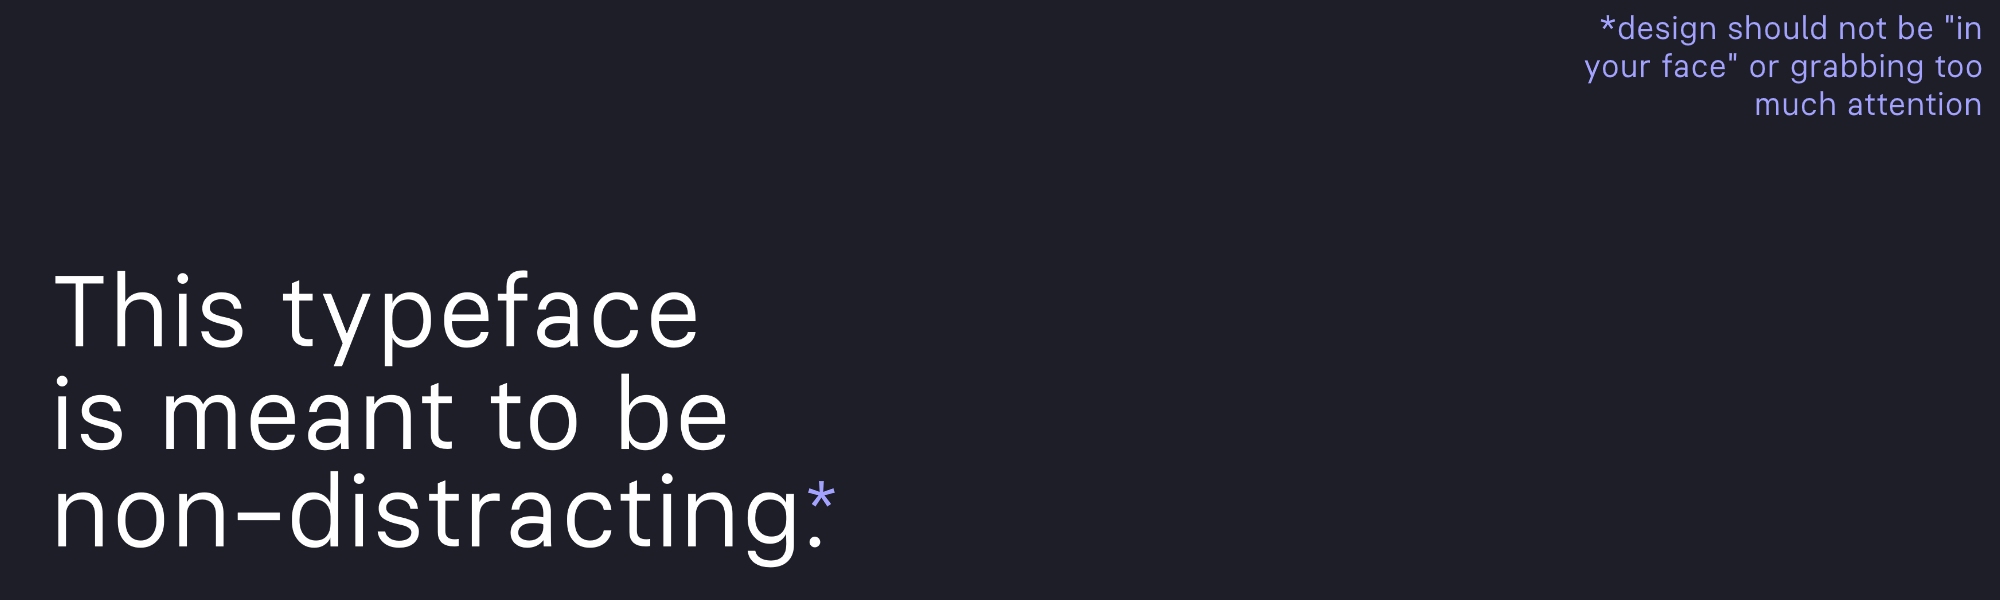 *design should not be "in
your face" or grabbing too
much attention
This typeface
is meant to be
non-distracting.*